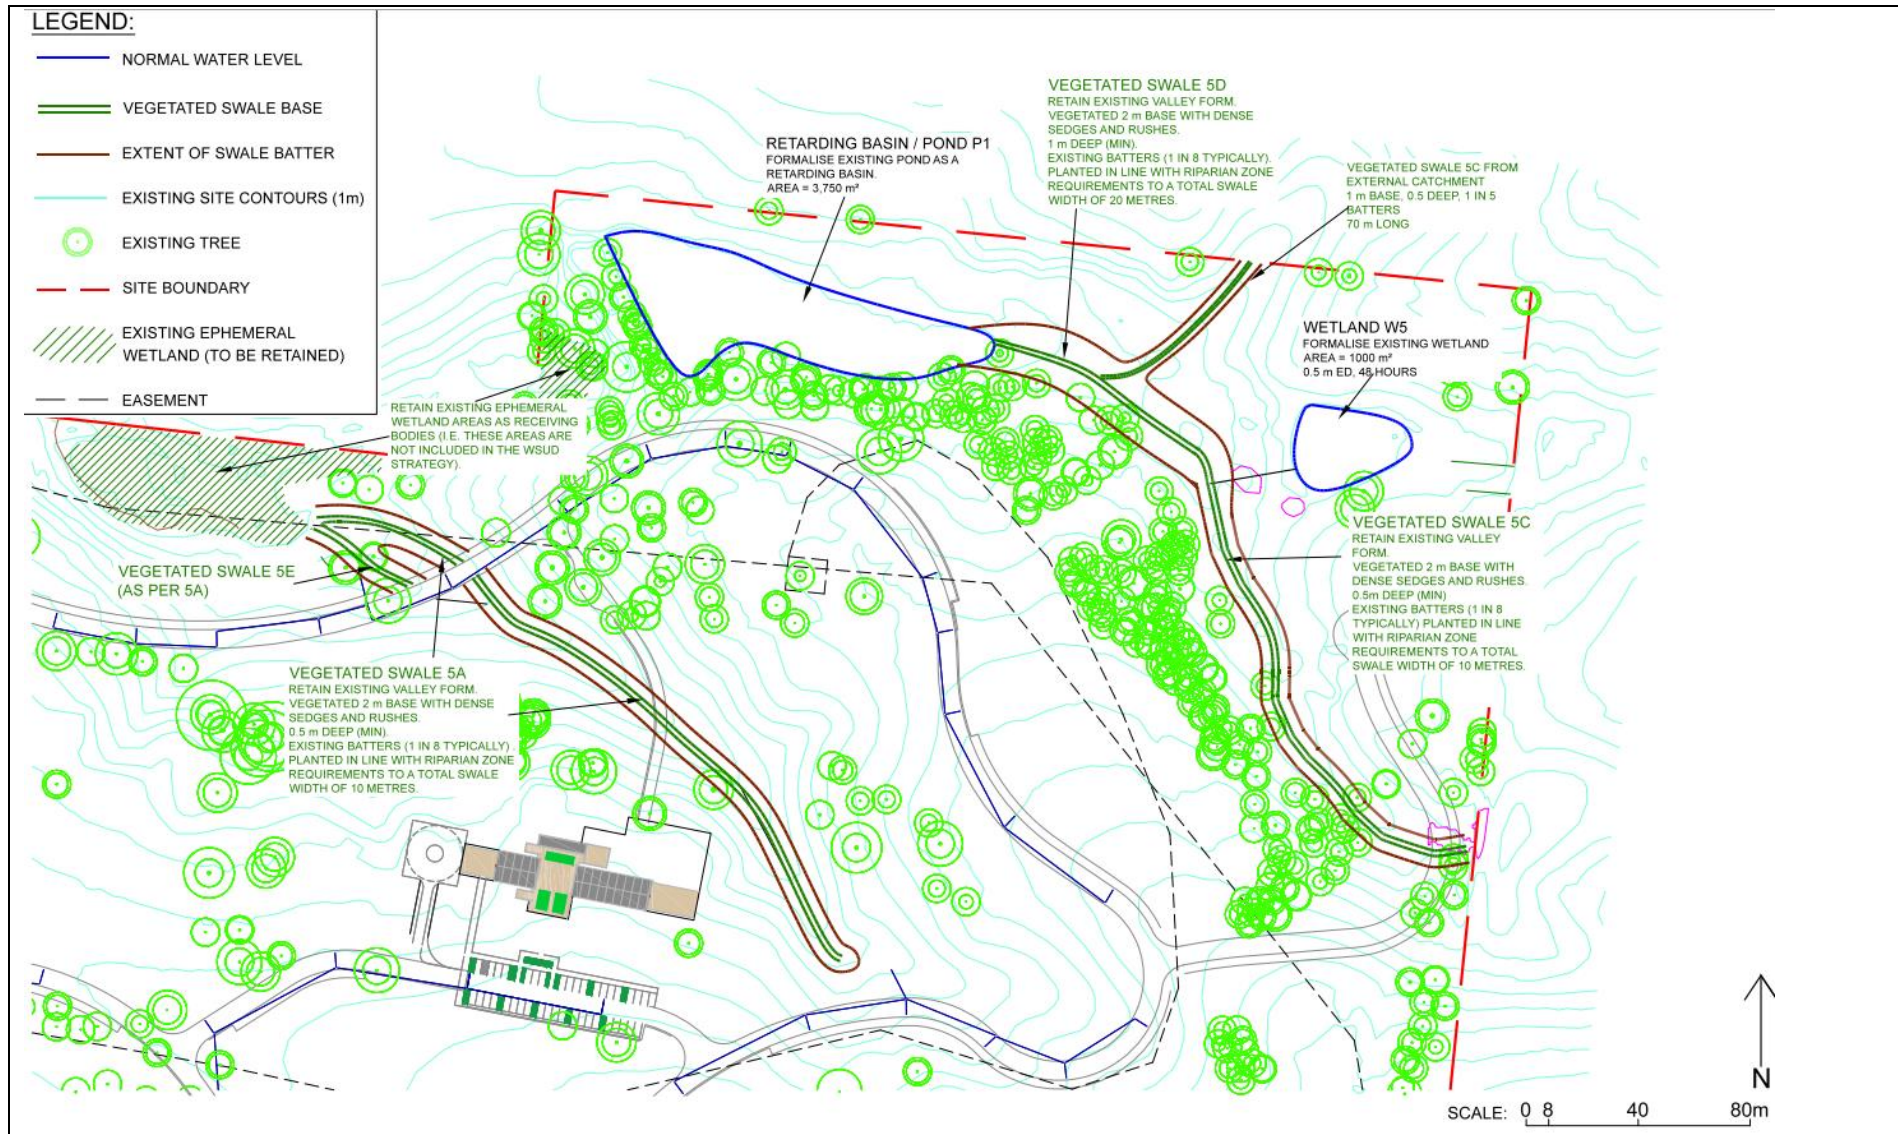 LEGEND:
NORMAL WATER LEVEL
VEGETATED SWALE BASE
EXTENT OF SWALE BATTER
EXISTING SITE CONTOURS (1m)
EXISTING TREE
SITE BOUNDARY
EXISTING EPHEMERAL
WETLAND (TO BE RETAINED)
EASEMENT
RETARDING BASIN / POND P1
FORMALISE EXISTING POND AS A
RETARDING BASIN.
AREA = 3,750 m²
VEGETATED SWALE 5D
RETAIN EXISTING VALLEY FORM.
VEGETATED 2 m BASE WITH DENSE
SEDGES AND RUSHES.
1 m DEEP (MIN).
EXISTING BATTERS (1 IN 8 TYPICALLY).
PLANTED IN LINE WITH RIPARIAN ZONE
REQUIREMENTS TO A TOTAL SWALE
WIDTH OF 20 METRES.
VEGETATED SWALE 5C FROM
EXTERNAL CATCHMENT
1 m BASE, 0.5 DEEP, 1 IN 5
BATTERS
70 m LONG
WETLAND W5
FORMALISE EXISTING WETLAND
AREA = 1000 m²
0.5 m ED, 48 HOURS
RETAIN EXISTING EPHEMERAL
WETLAND AREAS AS RECEIVING
BODIES (I.E. THESE AREAS ARE
NOT INCLUDED IN THE WSUD
STRATEGY).
VEGETATED SWALE 5E
(AS PER 5A)
VEGETATED SWALE 5A
RETAIN EXISTING VALLEY FORM.
VEGETATED 2 m BASE WITH DENSE
SEDGES AND RUSHES.
0.5 m DEEP (MIN).
EXISTING BATTERS (1 IN 8 TYPICALLY) .
PLANTED IN LINE WITH RIPARIAN ZONE
REQUIREMENTS TO A TOTAL SWALE
WIDTH OF 10 METRES.
VEGETATED SWALE 5C
RETAIN EXISTING VALLEY
FORM.
VEGETATED 2 m BASE WITH
DENSE SEDGES AND RUSHES.
0.5m DEEP (MIN)
EXISTING BATTERS (1 IN 8
TYPICALLY) PLANTED IN LINE
WITH RIPARIAN ZONE
REQUIREMENTS TO A TOTAL
SWALE WIDTH OF 10 METRES.
N
SCALE: 0 8 40 80m